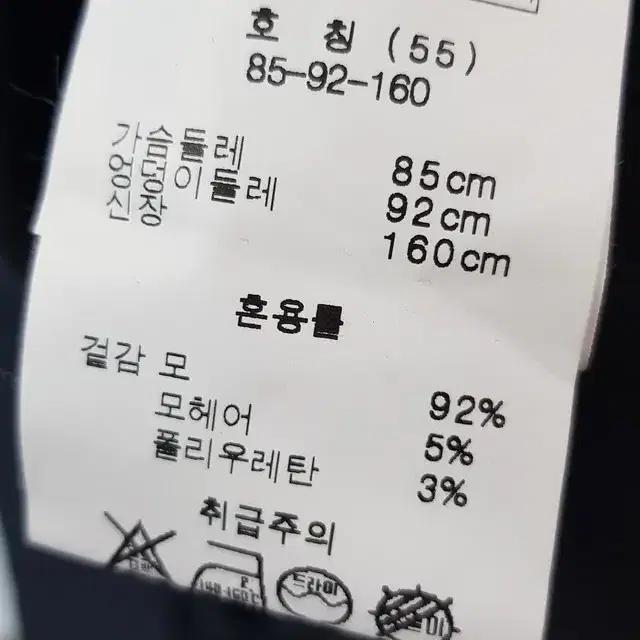 호 칭 (55)
85-92-160
가슴둘레 85cm
엉덩이둘레 92cm
신장 160cm
혼용률
겉감 모 92%
모헤어 5%
폴리우레탄 3%
취급주의
드라이